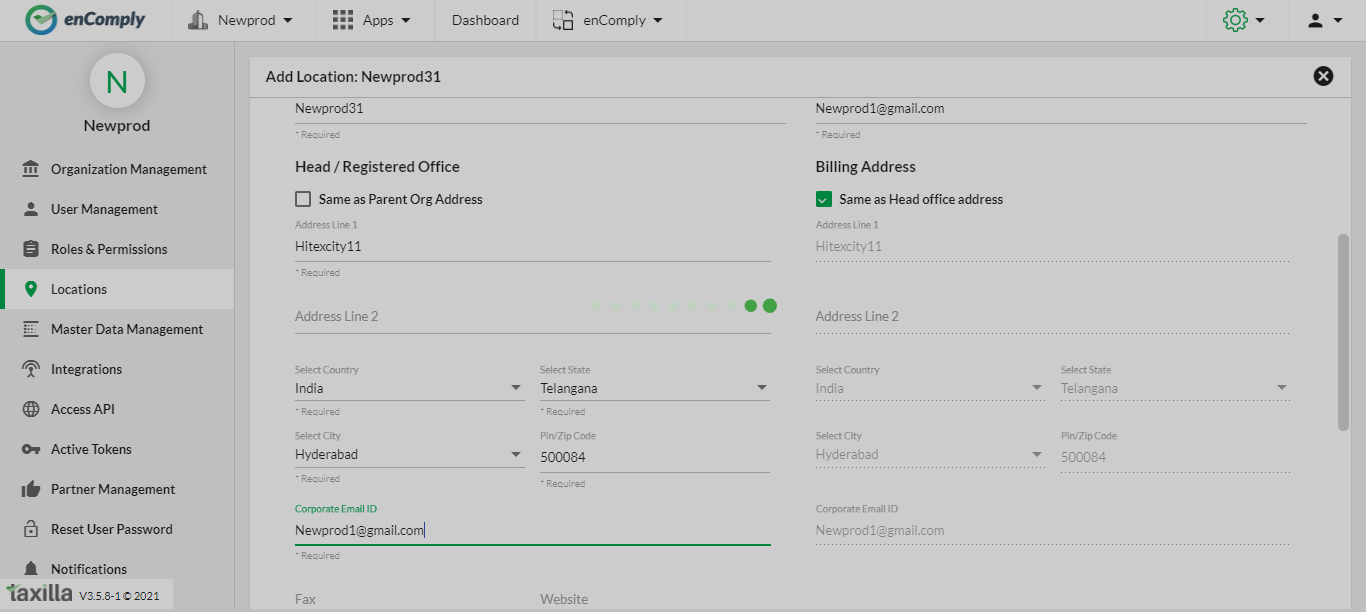 enComply
Newprod
Apps
Dashboard
enComply
N
Newprod
Organization Management
User Management
Roles & Permissions
Locations
Master Data Management
Integrations
Access API
Active Tokens
Partner Management
Reset User Password
Notifications
taxilla V3.5.8-1 © 2021
Add Location: Newprod31
Newprod31 Newprod1@gmail.com
* Required * Required
Head / Registered Office Billing Address
Same as Parent Org Address Same as Head office address
Address Line 1 Address Line 1
Hitexcity11 Hitexcity11
* Required
Address Line 2 Address Line 2
Select Country Select State Select Country Select State
India Telangana India Telangana
* Required * Required
Select City Pin/Zip Code Select City Pin/Zip Code
Hyderabad 500084 Hyderabad 500084
* Required * Required
Corporate Email ID Corporate Email ID
Newprod1@gmail.com Newprod1@gmail.com
* Required
Fax Website